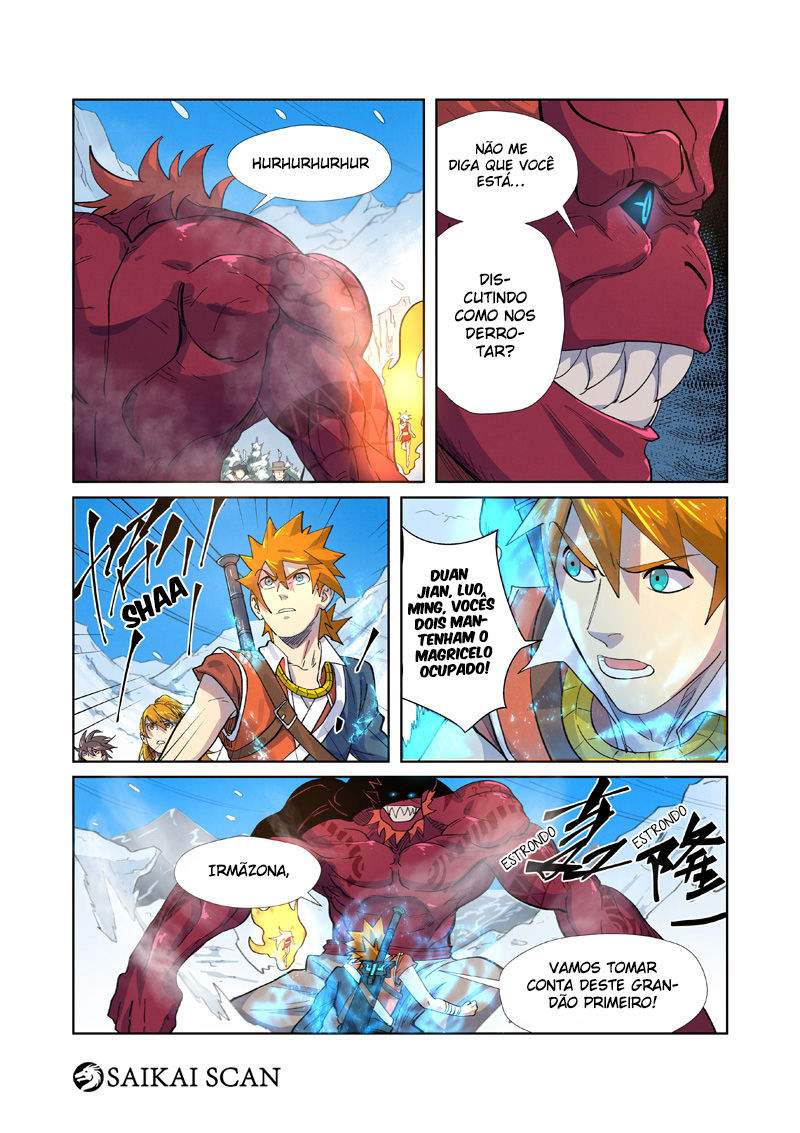 HURHURHURHUR
NÃO ME
DIGA QUE VOCÊ
ESTÁ...
DIS-
CUTINDO
COMO NOS
DERRO-
TAR?
SHAA
DUAN
JIAN, LUO
MING, VOCÊS
DOIS MAN-
TENHAM O
MAGRICELO
OCUPADO!
IRMÃZONA,
ESTRONDO
ESTRONDO
隆
VAMOS TOMAR
CONTA DESTE GRAN-
DÃO PRIMEIRO!
SAIKAI SCAN